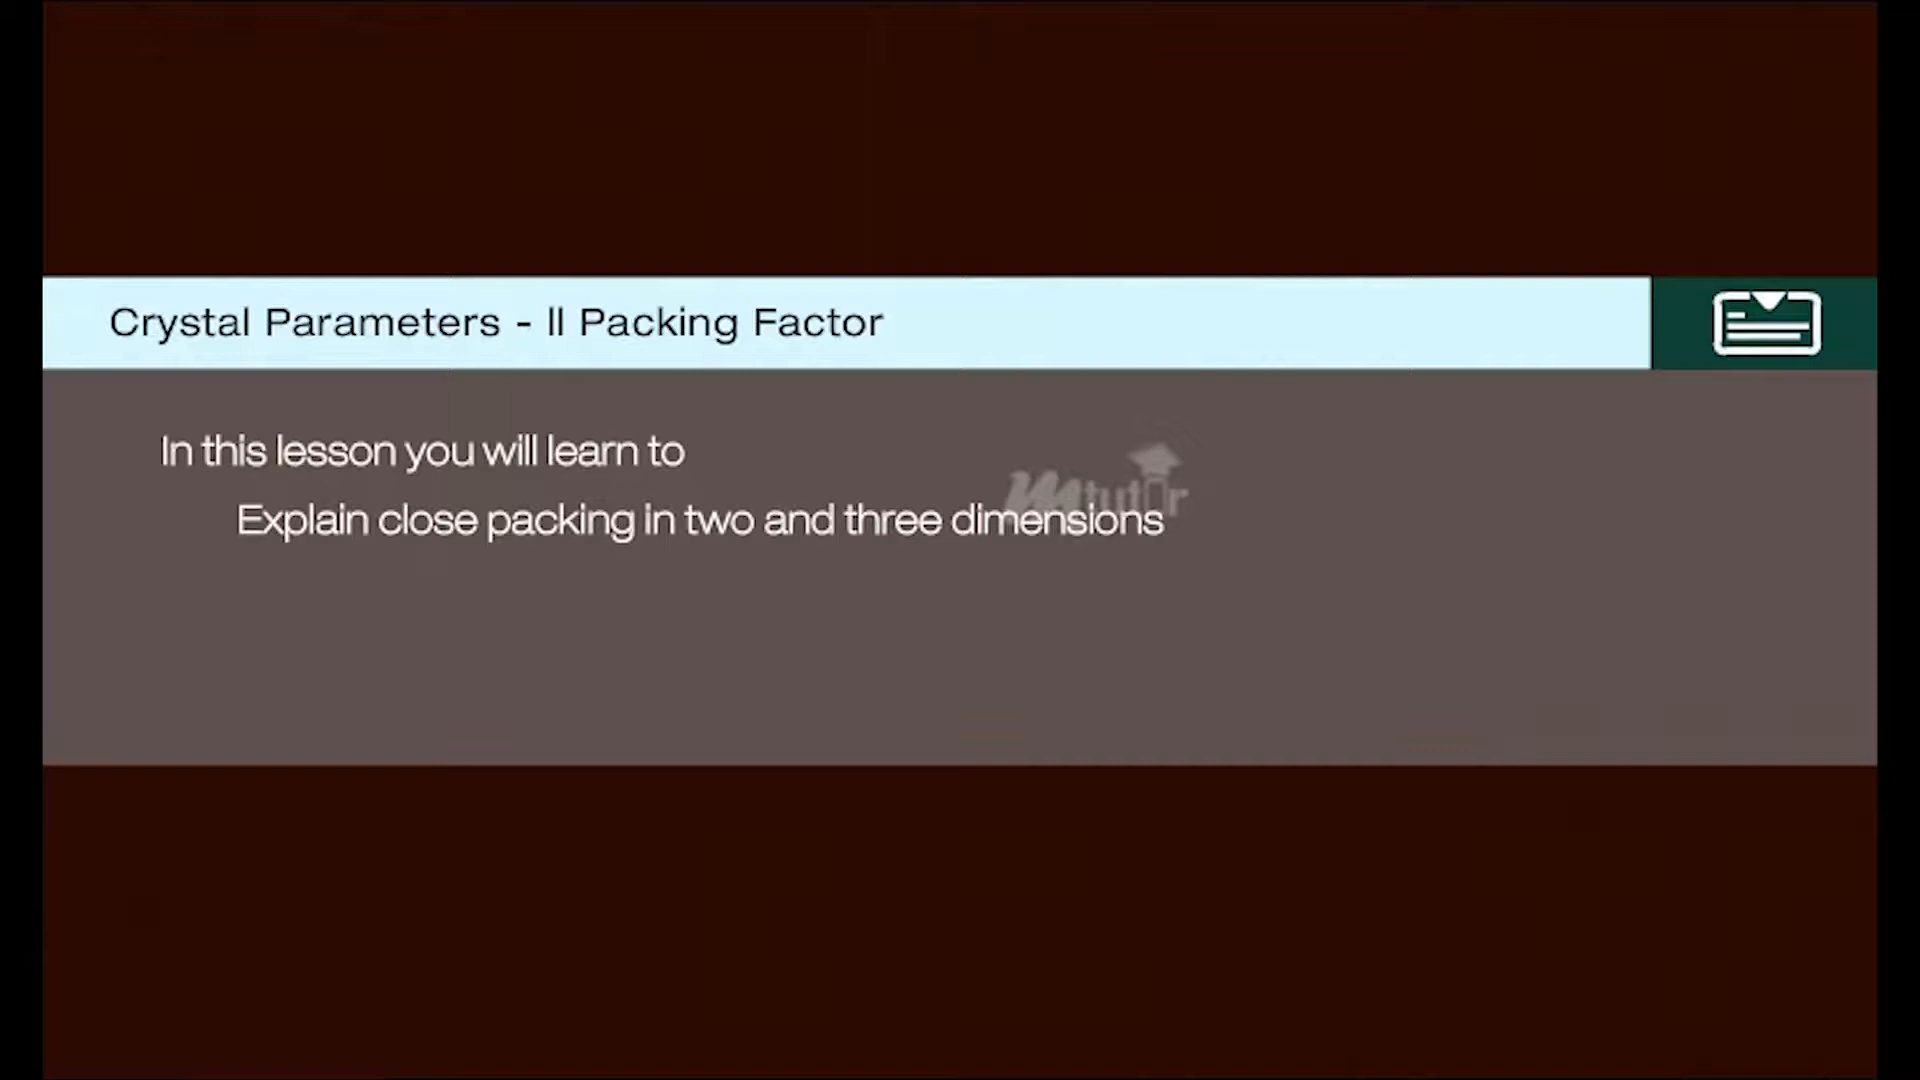 Crystal Parameters - II Packing Factor
In this lesson you will learn to
mtutor
Explain close packing in two and three dimensions